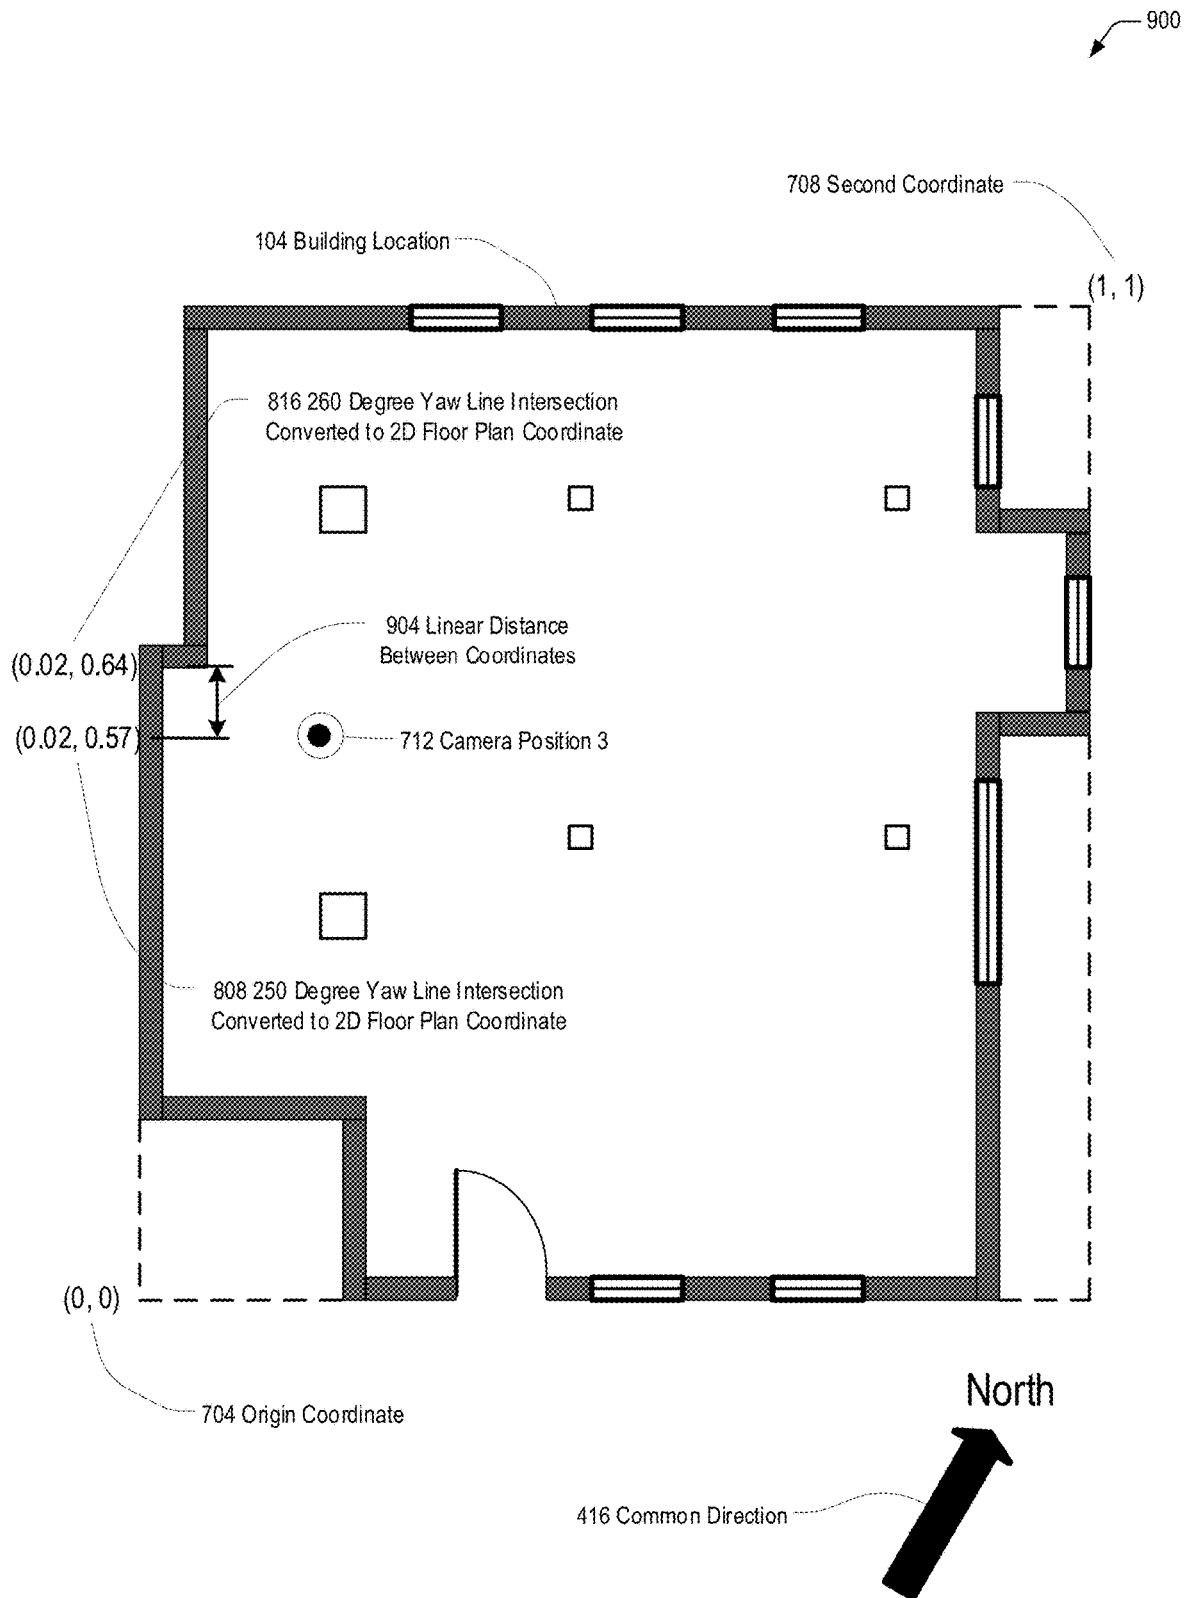 900
708 Second Coordinate
104 Building Location
(1, 1)
816 260 Degree Yaw Line Intersection
Converted to 2D Floor Plan Coordinate
904 Linear Distance
Between Coordinates
(0.02, 0.64)
(0.02, 0.57)
712 Camera Position 3
808 250 Degree Yaw Line Intersection
Converted to 2D Floor Plan Coordinate
(0, 0)
North
704 Origin Coordinate
416 Common Direction